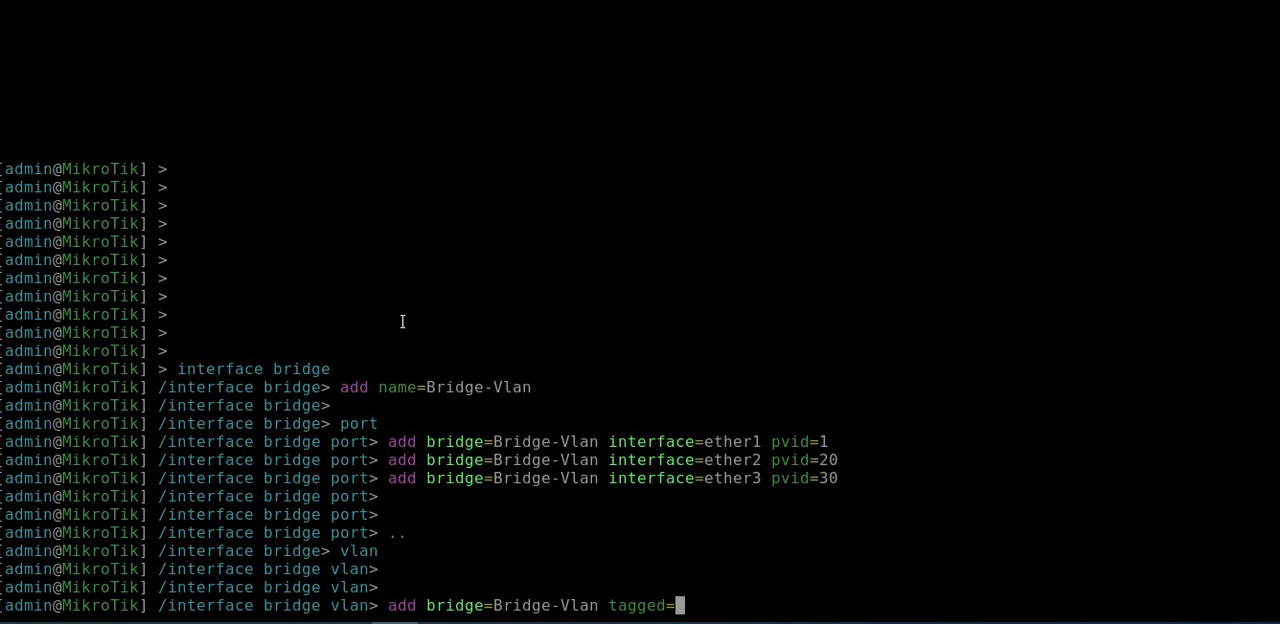 [admin@MikroTik] >
[admin@MikroTik] >
[admin@MikroTik] >
[admin@MikroTik] >
[admin@MikroTik] >
[admin@MikroTik] >
[admin@MikroTik] >
[admin@MikroTik] >
[admin@MikroTik] >
[admin@MikroTik] >
[admin@MikroTik] >
[admin@MikroTik] > interface bridge
[admin@MikroTik] /interface bridge> add name=Bridge-Vlan
[admin@MikroTik] /interface bridge>
[admin@MikroTik] /interface bridge> port
[admin@MikroTik] /interface bridge port> add bridge=Bridge-Vlan interface=ether1 pvid=1
[admin@MikroTik] /interface bridge port> add bridge=Bridge-Vlan interface=ether2 pvid=20
[admin@MikroTik] /interface bridge port> add bridge=Bridge-Vlan interface=ether3 pvid=30
[admin@MikroTik] /interface bridge port>
[admin@MikroTik] /interface bridge port>
[admin@MikroTik] /interface bridge port> ..
[admin@MikroTik] /interface bridge> vlan
[admin@MikroTik] /interface bridge vlan>
[admin@MikroTik] /interface bridge vlan>
[admin@MikroTik] /interface bridge vlan> add bridge=Bridge-Vlan tagged=